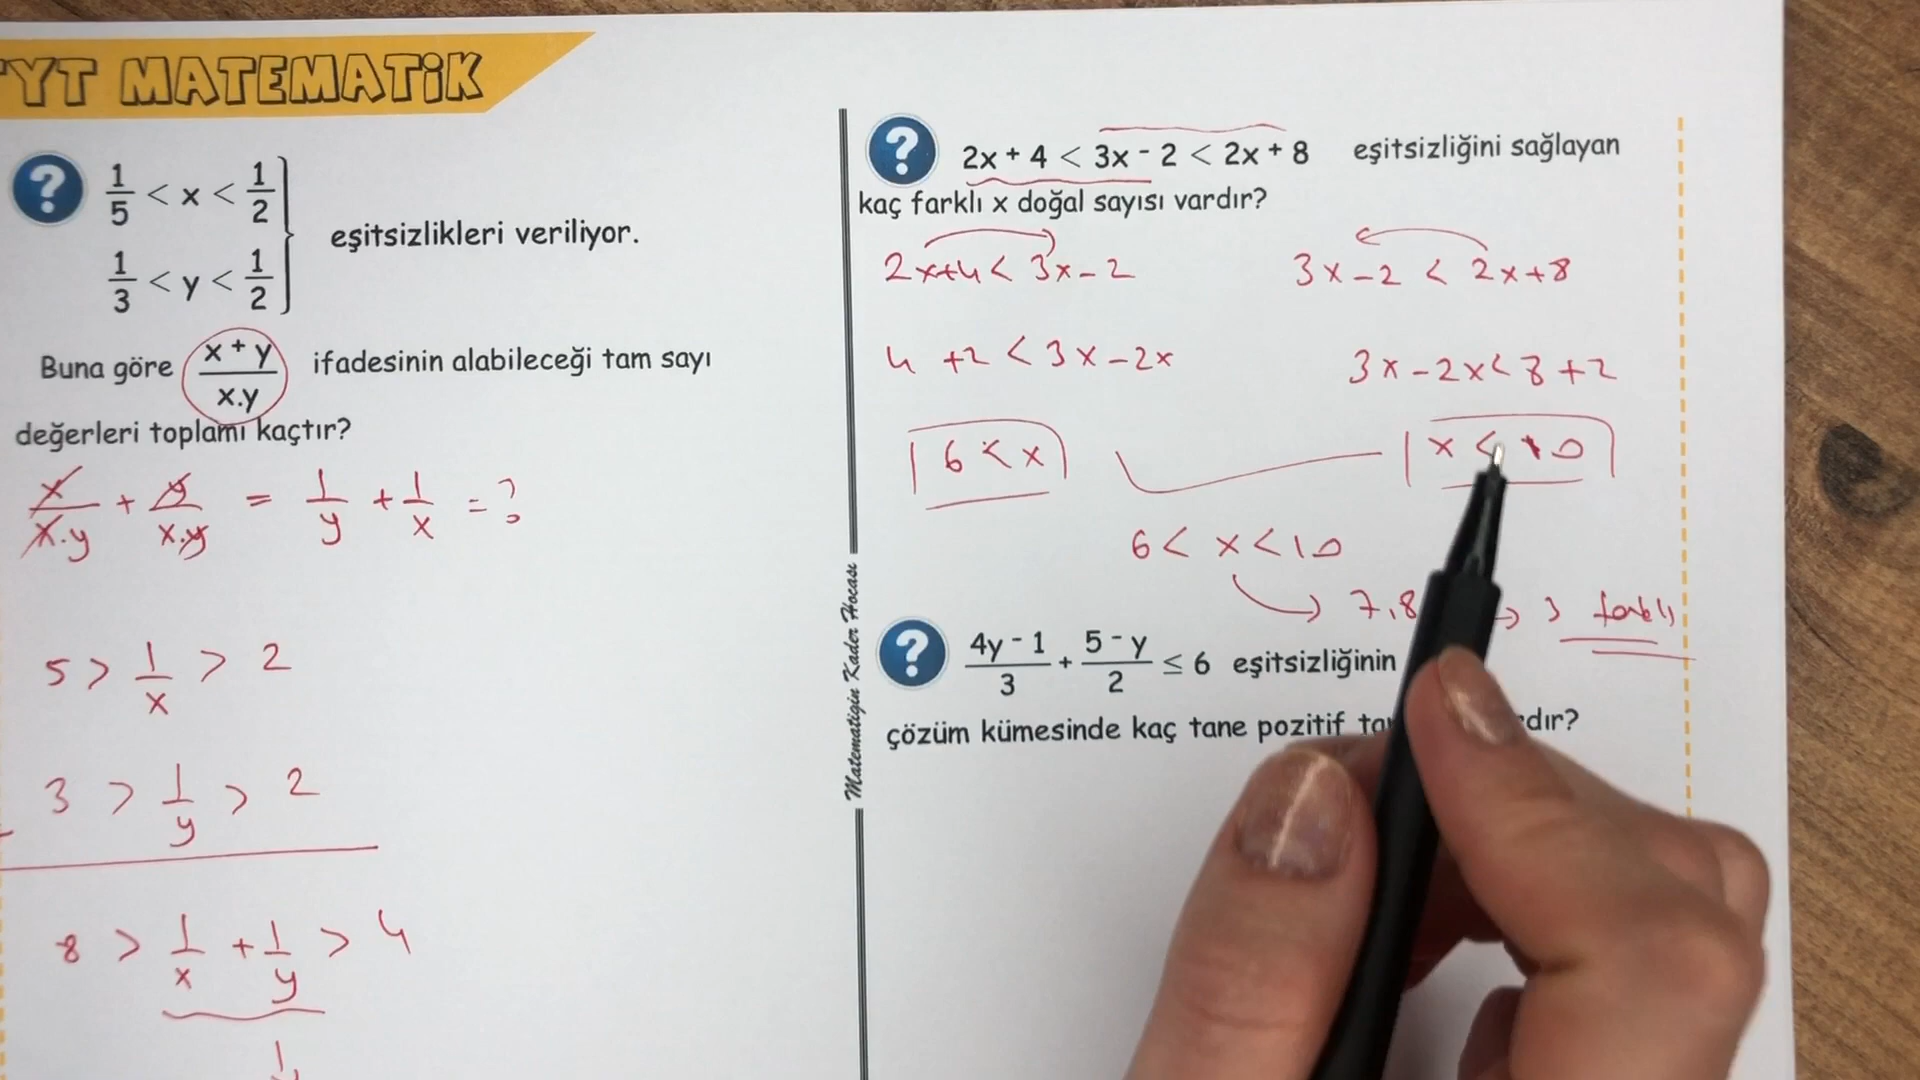 TYT MATEMATİK
? 1/5 < x < 1/2
1/3 < y < 1/2
eşitsizlikleri veriliyor.
Buna göre (x + y)/(x.y) ifadesinin alabileceği tam sayı
değerleri toplamı kaçtır?
x/(x.y) + y/(x.y) = 1/y + 1/x = ?
5 > 1/x > 2
3 > 1/y > 2
8 > 1/x + 1/y > 4
Matematiğin Kader Hocası
? 2x + 4 < 3x - 2 < 2x + 8 eşitsizliğini sağlayan
kaç farklı x doğal sayısı vardır?
2x+4 < 3x-2
4 +2 < 3x-2x
6 < x
3x-2 < 2x+8
3x-2x < 8+2
x < 10
6 < x < 10
→ 7,8 → 3 farklı
? (4y - 1)/3 + (5 - y)/2 ≤ 6 eşitsizliğinin
çözüm kümesinde kaç tane pozitif